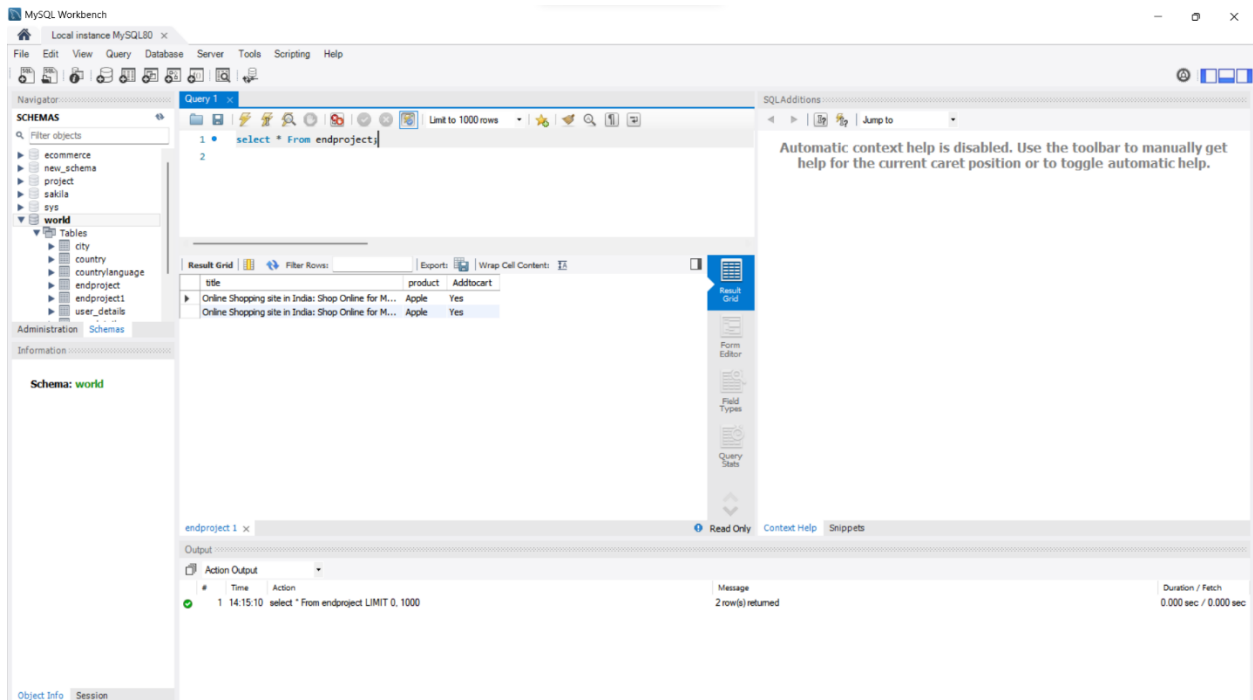 MySQL Workbench
Local instance MySQL80
File Edit View Query Database Server Tools Scripting Help
Navigator
SCHEMAS
Filter objects
ecommerce
new_schema
project
sakila
sys
world
Tables
city
country
countrylanguage
endproject
endproject1
user_details
Administration Schemas
Information
Schema: world
Object Info Session
Query 1
Limit to 1000 rows
1 select * From endproject;
2
Result Grid Filter Rows: Export: Wrap Cell Content:
title product Addtocart
Online Shopping site in India: Shop Online for M... Apple Yes
Online Shopping site in India: Shop Online for M... Apple Yes
Result Grid
Form Editor
Field Types
Query Stats
endproject 1 Read Only
SQLAdditions
Jump to
Automatic context help is disabled. Use the toolbar to manually get
help for the current caret position or to toggle automatic help.
Context Help Snippets
Output
Action Output
# Time Action Message Duration / Fetch
1 14:15:10 select * From endproject LIMIT 0, 1000 2 row(s) returned 0.000 sec / 0.000 sec